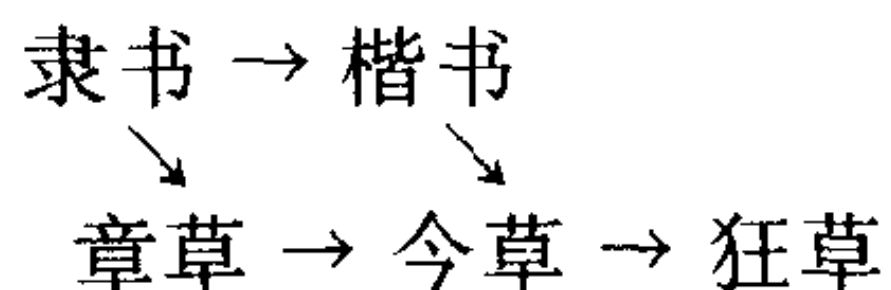 隶书 → 楷书
章草 → 今草 → 狂草